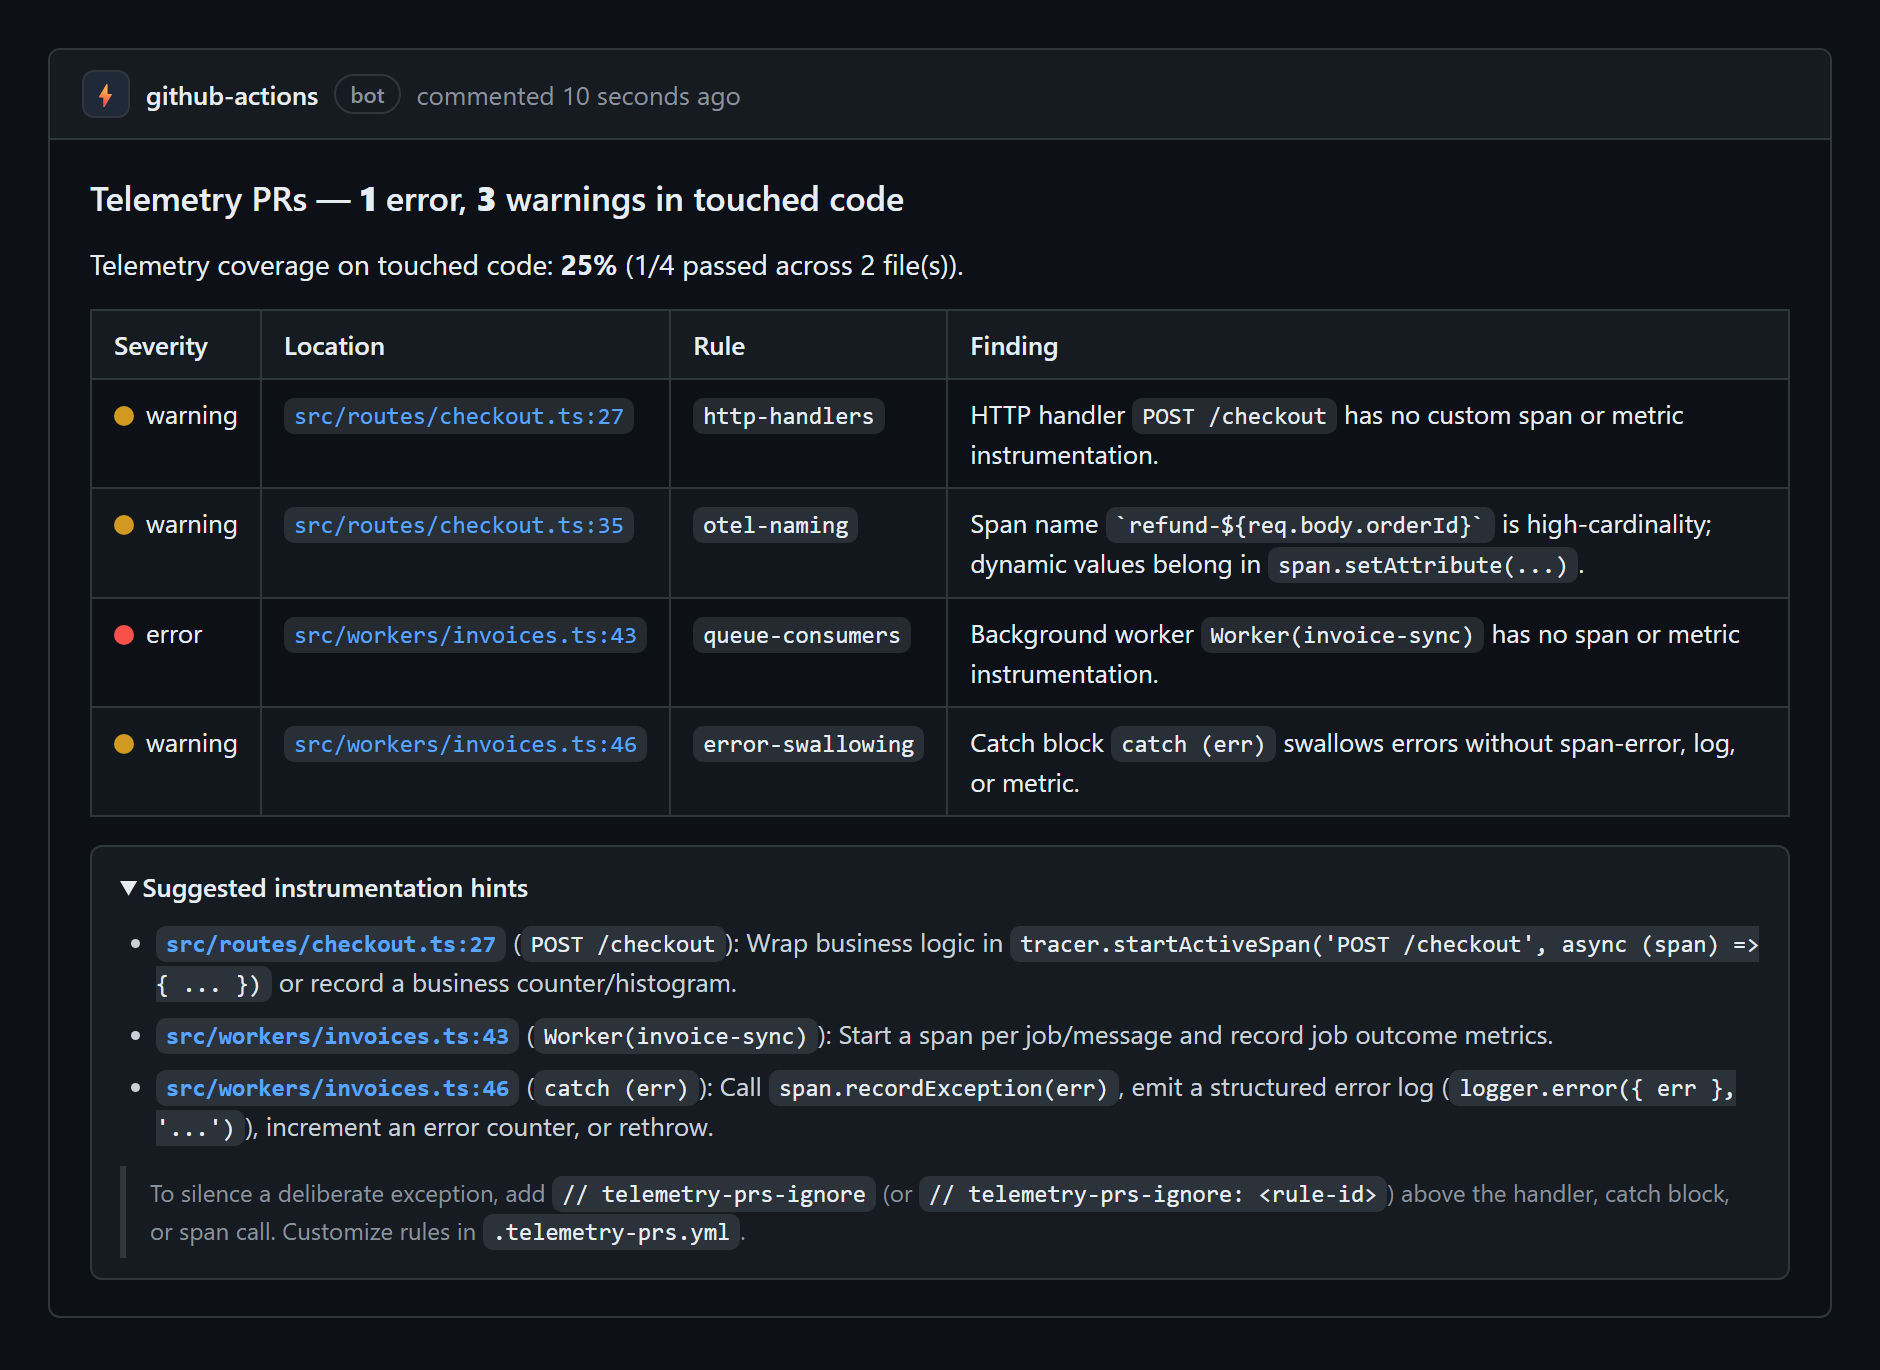 github-actions bot commented 10 seconds ago
Telemetry PRs — 1 error, 3 warnings in touched code
Telemetry coverage on touched code: 25% (1/4 passed across 2 file(s)).
Severity Location Rule Finding
warning src/routes/checkout.ts:27 http-handlers HTTP handler POST /checkout has no custom span or metric
instrumentation.
warning src/routes/checkout.ts:35 otel-naming Span name `refund-${req.body.orderId}` is high-cardinality;
dynamic values belong in span.setAttribute(...).
error src/workers/invoices.ts:43 queue-consumers Background worker Worker(invoice-sync) has no span or metric
instrumentation.
warning src/workers/invoices.ts:46 error-swallowing Catch block catch (err) swallows errors without span-error, log,
or metric.
▼ Suggested instrumentation hints
• src/routes/checkout.ts:27 (POST /checkout): Wrap business logic in tracer.startActiveSpan('POST /checkout', async (span) =>
{ ... }) or record a business counter/histogram.
• src/workers/invoices.ts:43 (Worker(invoice-sync)): Start a span per job/message and record job outcome metrics.
• src/workers/invoices.ts:46 (catch (err)): Call span.recordException(err), emit a structured error log (logger.error({ err },
'...')), increment an error counter, or rethrow.
To silence a deliberate exception, add // telemetry-prs-ignore (or // telemetry-prs-ignore: <rule-id>) above the handler, catch block,
or span call. Customize rules in .telemetry-prs.yml.